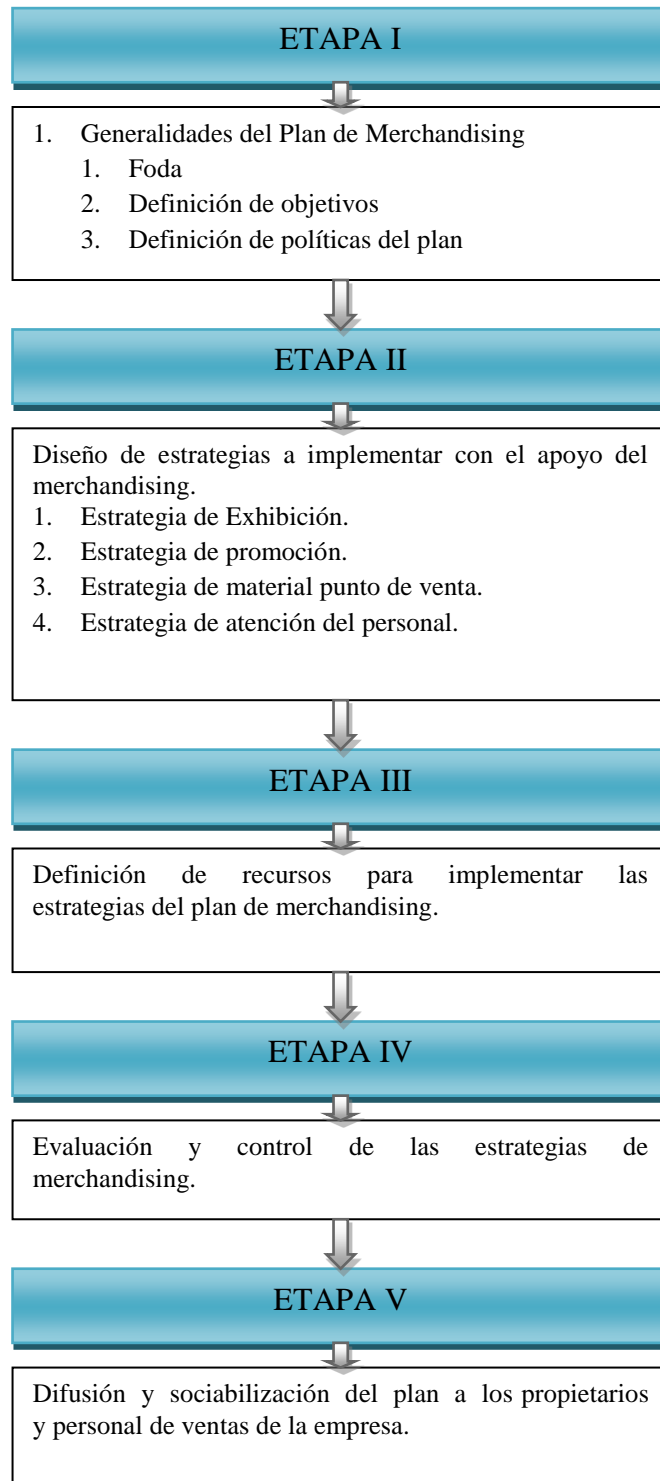 ETAPA I
1. Generalidades del Plan de Merchandising
1. Foda
2. Definición de objetivos
3. Definición de políticas del plan
ETAPA II
Diseño de estrategias a implementar con el apoyo del
merchandising.
1. Estrategia de Exhibición.
2. Estrategia de promoción.
3. Estrategia de material punto de venta.
4. Estrategia de atención del personal.
ETAPA III
Definición de recursos para implementar las
estrategias del plan de merchandising.
ETAPA IV
Evaluación y control de las estrategias de
merchandising.
ETAPA V
Difusión y sociabilización del plan a los propietarios
y personal de ventas de la empresa.